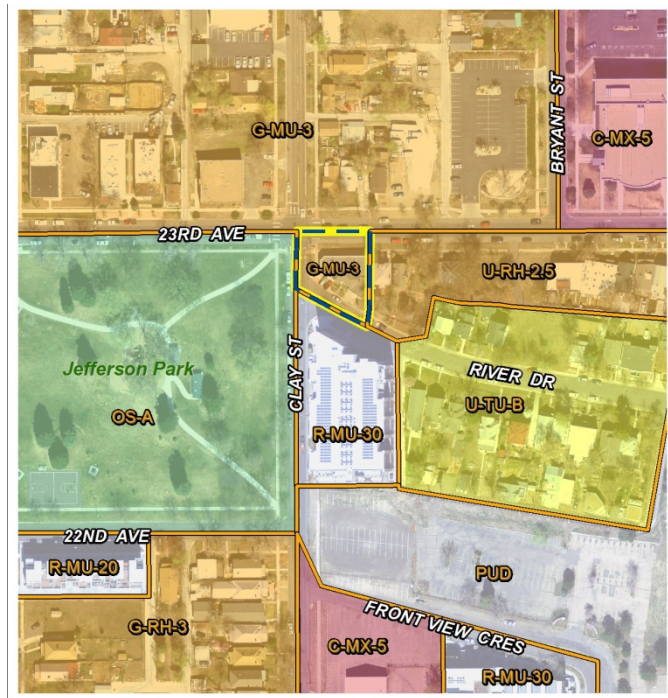 BRYANT ST
G-MU-3
C-MX-5
23RD AVE
G-MU-3
U-RH-2.5
CLAY ST
Jefferson Park
RIVER DR
OS-A
U-TU-B
R-MU-30
22ND AVE
R-MU-20
PUD
G-RH-3
FRONT VIEW CRES
C-MX-5
R-MU-30